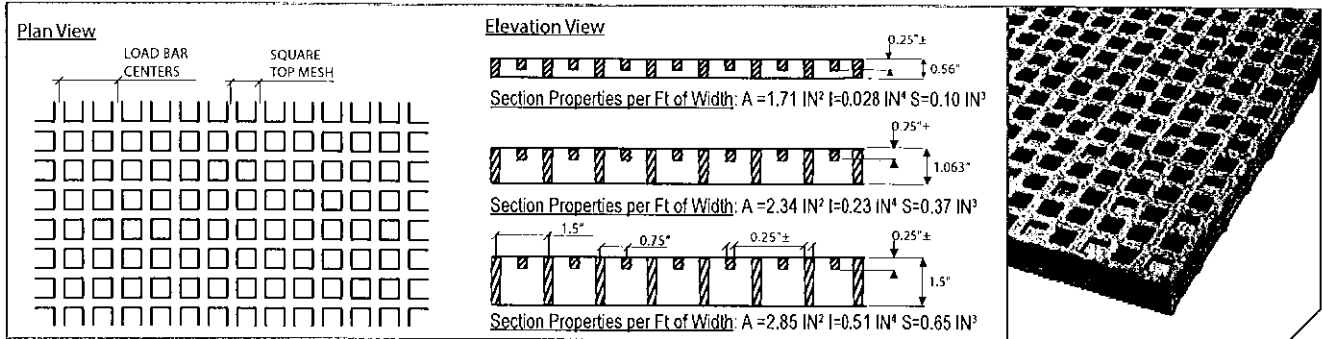 Plan View
LOAD BAR CENTERS
SQUARE TOP MESH
Elevation View
0.25"±
0.56"
Section Properties per Ft of Width: A =1.71 IN² I=0.028 IN⁴ S=0.10 IN³
0.25"+
1.063"
Section Properties per Ft of Width: A =2.34 IN² I=0.23 IN⁴ S=0.37 IN³
1.5"
0.75"
0.25"±
0.25"±
1.5"
Section Properties per Ft of Width: A =2.85 IN² I=0.51 IN⁴ S=0.65 IN³